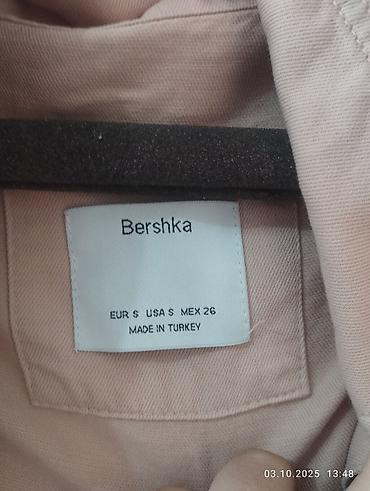 Bershka
EUR S USA S MEX 26
MADE IN TURKEY
03.10.2025 13:48